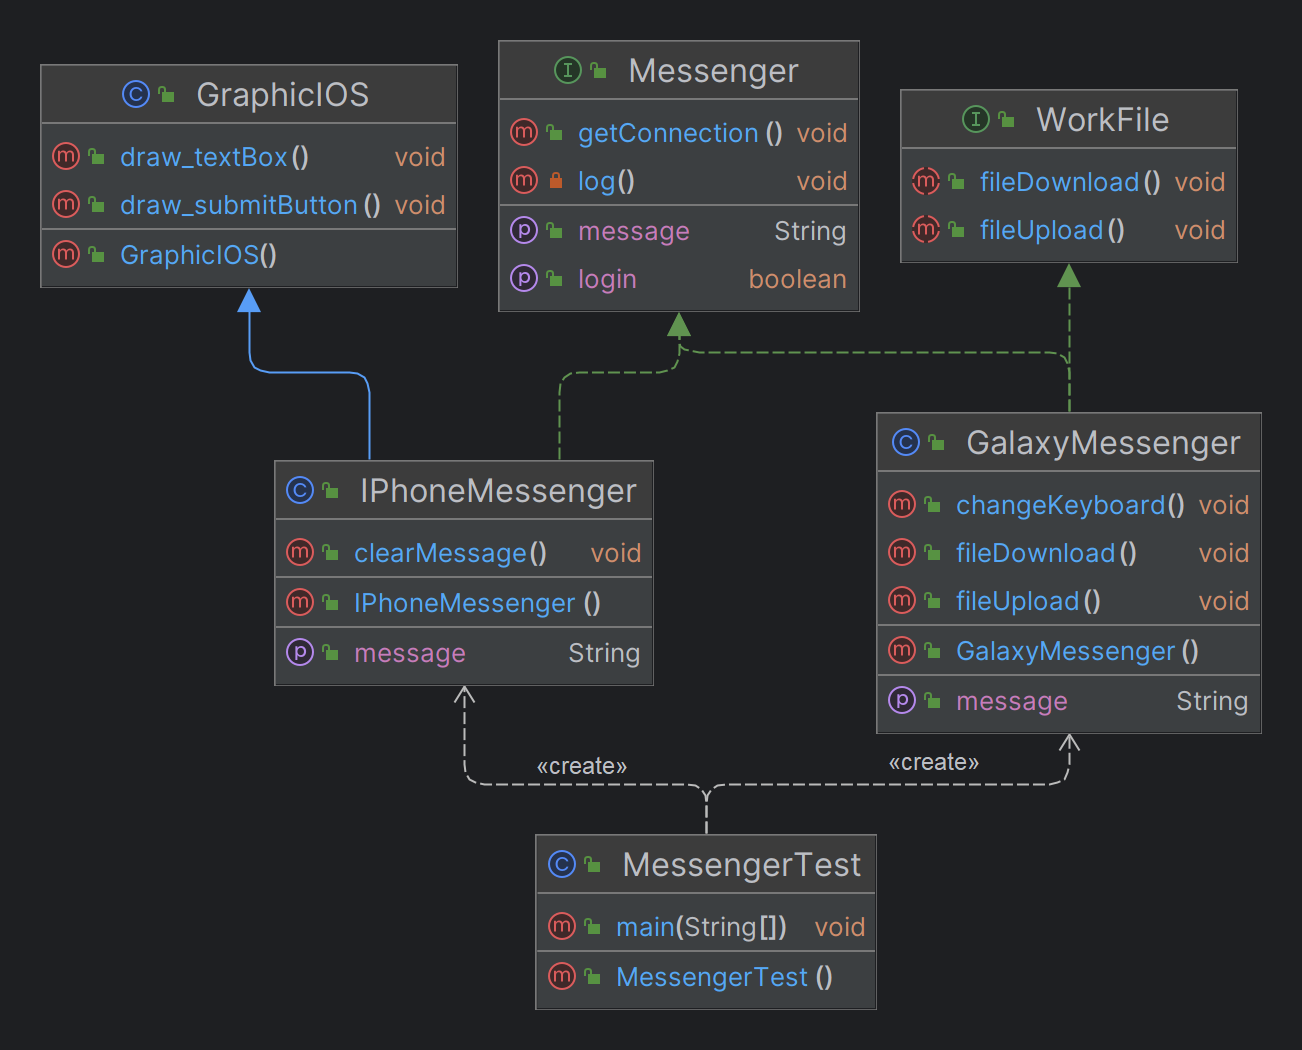 GraphicIOS
draw_textBox() void
draw_submitButton() void
GraphicIOS()
Messenger
getConnection() void
log() void
message String
login boolean
WorkFile
fileDownload() void
fileUpload() void
IPhoneMessenger
clearMessage() void
IPhoneMessenger()
message String
GalaxyMessenger
changeKeyboard() void
fileDownload() void
fileUpload() void
GalaxyMessenger()
message String
«create»
«create»
MessengerTest
main(String[]) void
MessengerTest()